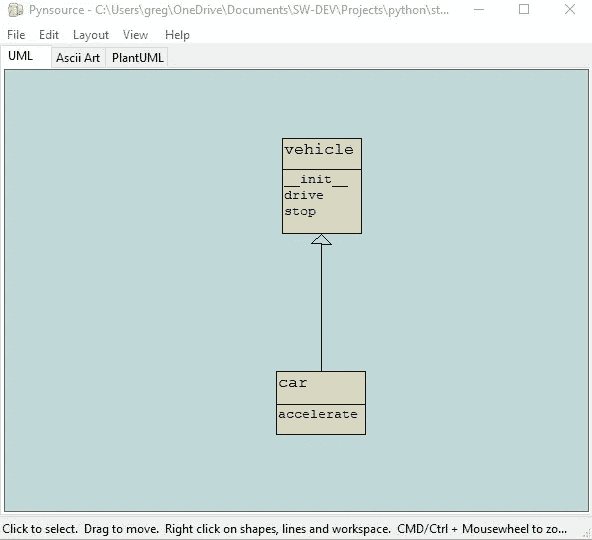 Pynsource - C:\Users\greg\OneDrive\Documents\SW-DEV\Projects\python\st...
File Edit Layout View Help
UML Ascii Art PlantUML
vehicle
__init__
drive
stop
car
accelerate
Click to select. Drag to move. Right click on shapes, lines and workspace. CMD/Ctrl + Mousewheel to zo...